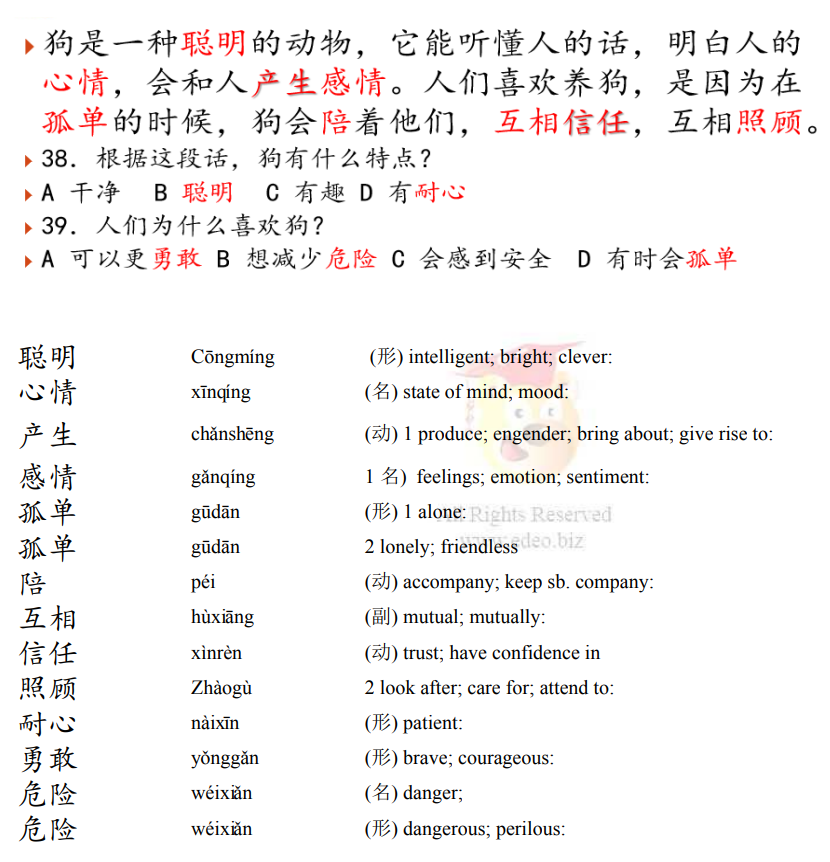 狗是一种聪明的动物，它能听懂人的话，明白人的
心情，会和人产生感情。人们喜欢养狗，是因为在
孤单的时候，狗会陪着他们，互相信任，互相照顾。
38．根据这段话，狗有什么特点？
A 干净 B 聪明 C 有趣 D 有耐心
39．人们为什么喜欢狗？
A 可以更勇敢 B 想减少危险 C 会感到安全 D 有时会孤单
聪明 Cōngmíng (形) intelligent; bright; clever:
心情 xīnqíng (名) state of mind; mood:
产生 chǎnshēng (动) 1 produce; engender; bring about; give rise to:
感情 gǎnqíng 1 名) feelings; emotion; sentiment:
孤单 gūdān (形) 1 alone:
孤单 gūdān 2 lonely; friendless
陪 péi (动) accompany; keep sb. company:
互相 hùxiāng (副) mutual; mutually:
信任 xìnrèn (动) trust; have confidence in
照顾 Zhàogù 2 look after; care for; attend to:
耐心 nàixīn (形) patient:
勇敢 yǒnggǎn (形) brave; courageous:
危险 wéixiǎn (名) danger;
危险 wéixiǎn (形) dangerous; perilous:
All Rights Reserved
www.edeo.biz